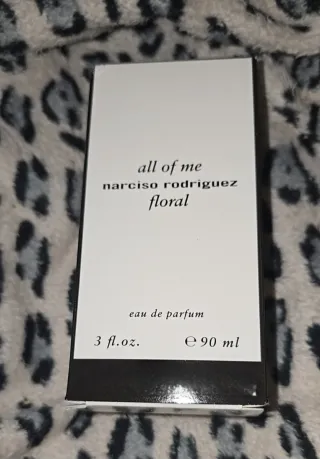 all of me
narciso rodriguez
floral
eau de parfum
3 fl.oz. ℮ 90 ml